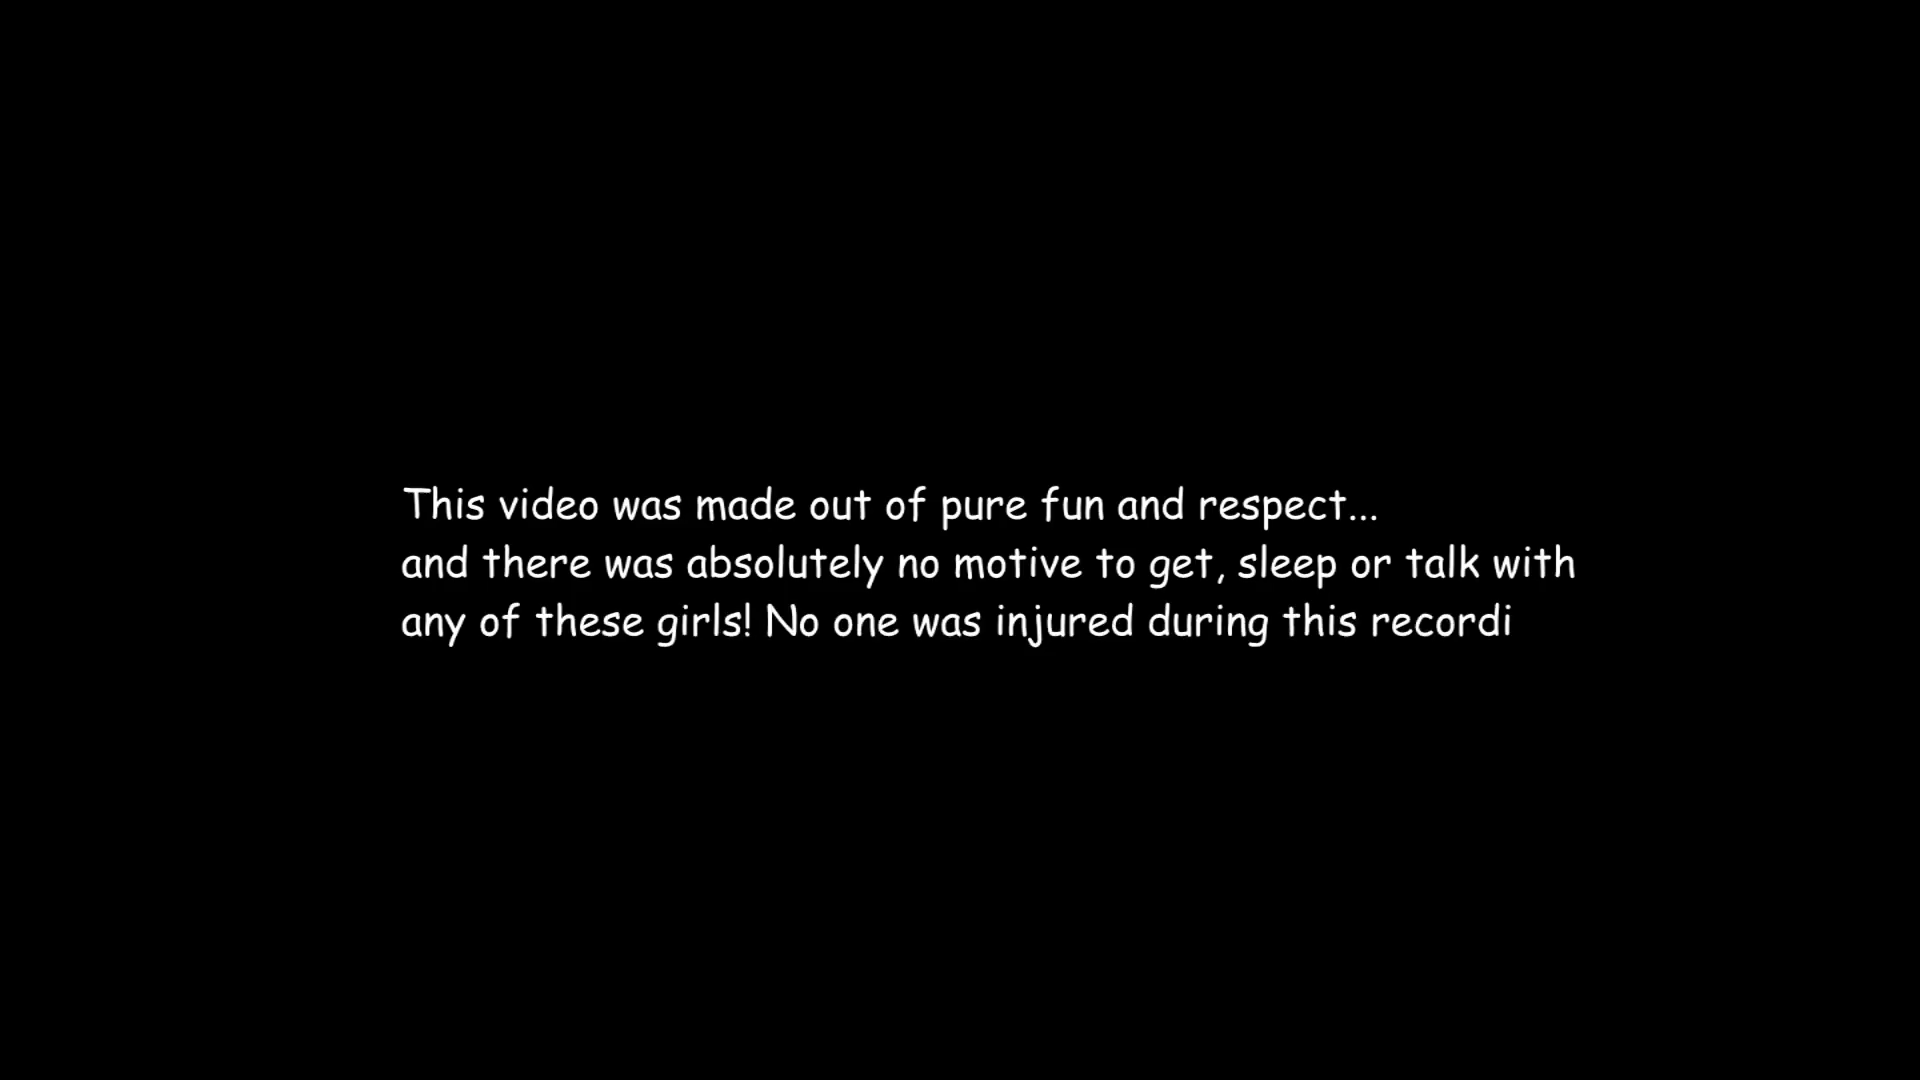 This video was made out of pure fun and respect...
and there was absolutely no motive to get, sleep or talk with
any of these girls! No one was injured during this recordi